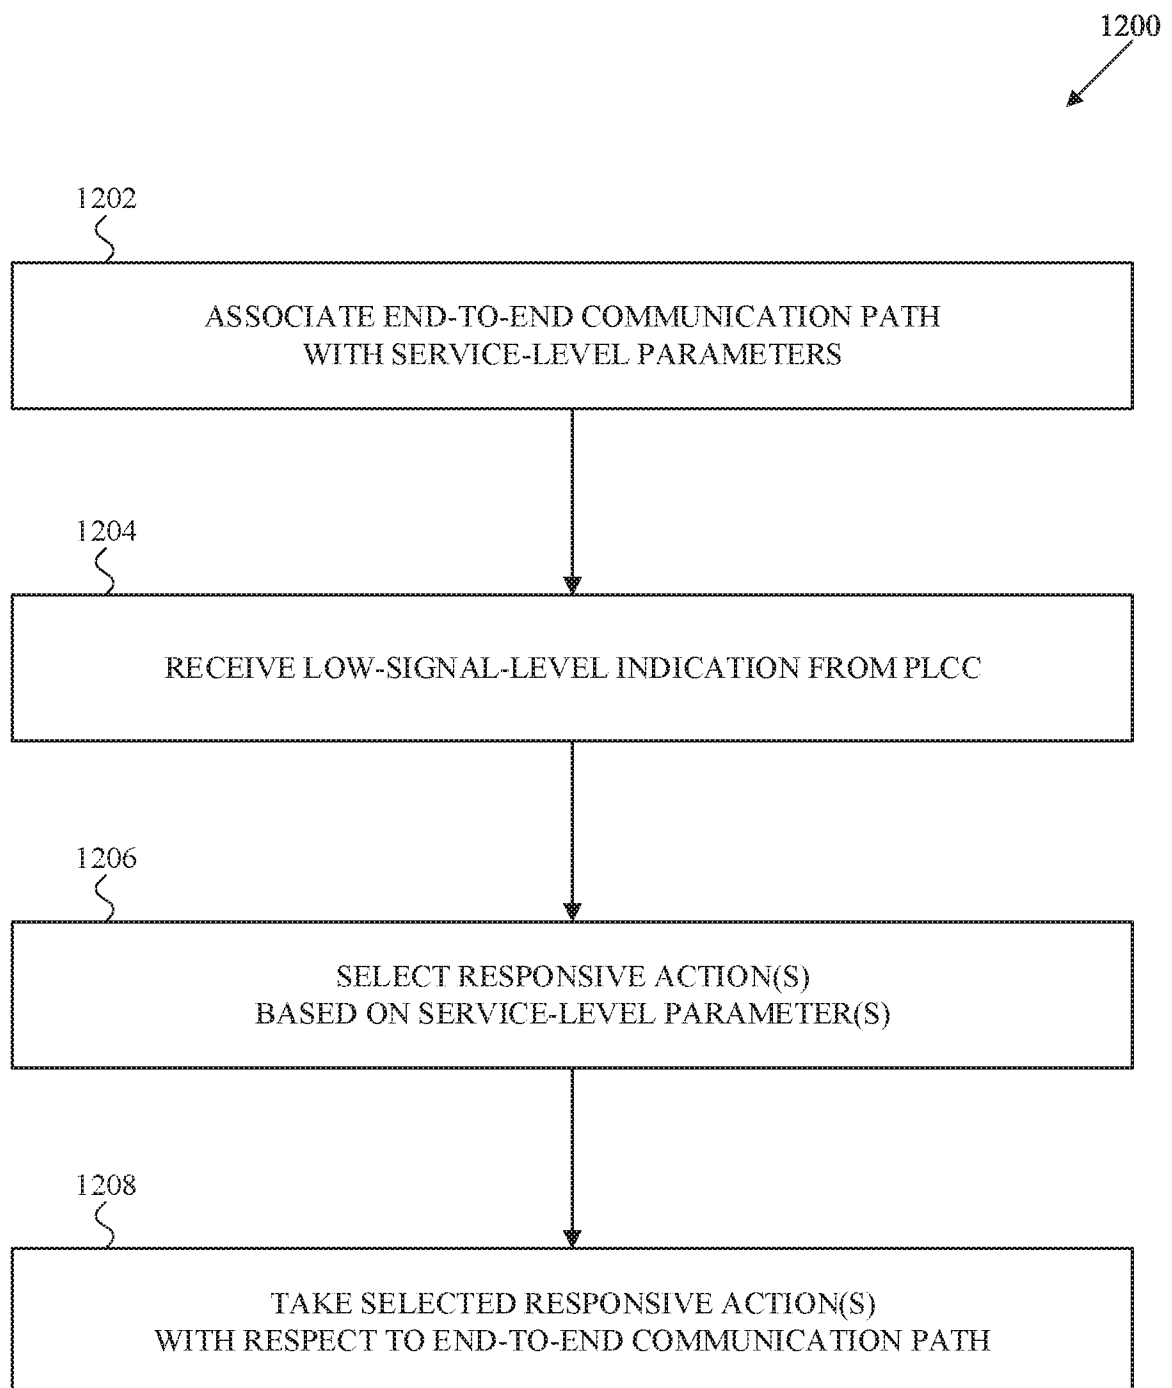 1200
1202
ASSOCIATE END-TO-END COMMUNICATION PATH
WITH SERVICE-LEVEL PARAMETERS
1204
RECEIVE LOW-SIGNAL-LEVEL INDICATION FROM PLCC
1206
SELECT RESPONSIVE ACTION(S)
BASED ON SERVICE-LEVEL PARAMETER(S)
1208
TAKE SELECTED RESPONSIVE ACTION(S)
WITH RESPECT TO END-TO-END COMMUNICATION PATH